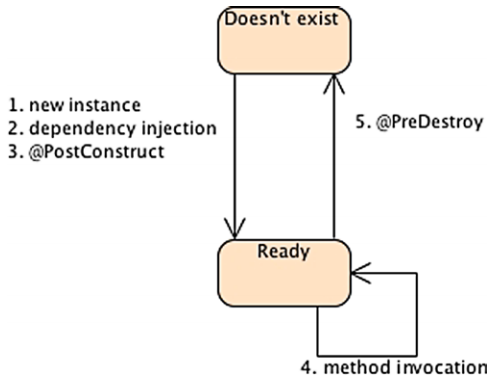 Doesn't exist
1. new instance
2. dependency injection
3. @PostConstruct
5. @PreDestroy
Ready
4. method invocation